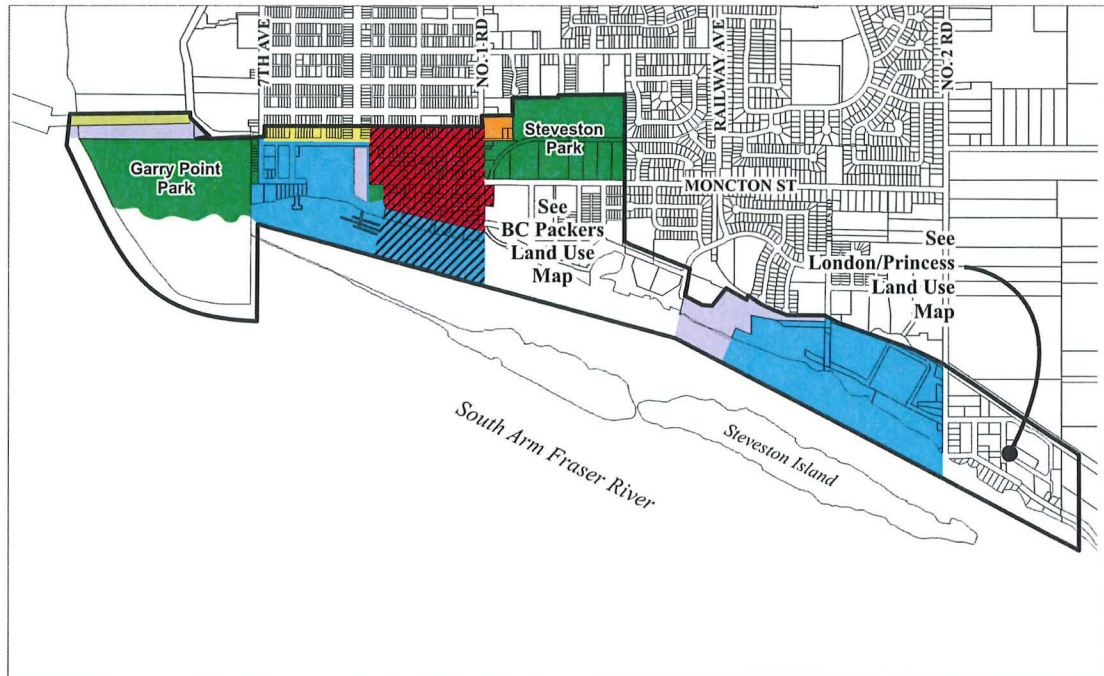 7TH AVE
NO. 1 RD
RAILWAY AVE
NO. 2 RD
Garry Point
Park
Steveston
Park
MONCTON ST
See
BC Packers
Land Use
Map
See
London/Princess
Land Use
Map
South Arm Fraser River
Steveston Island